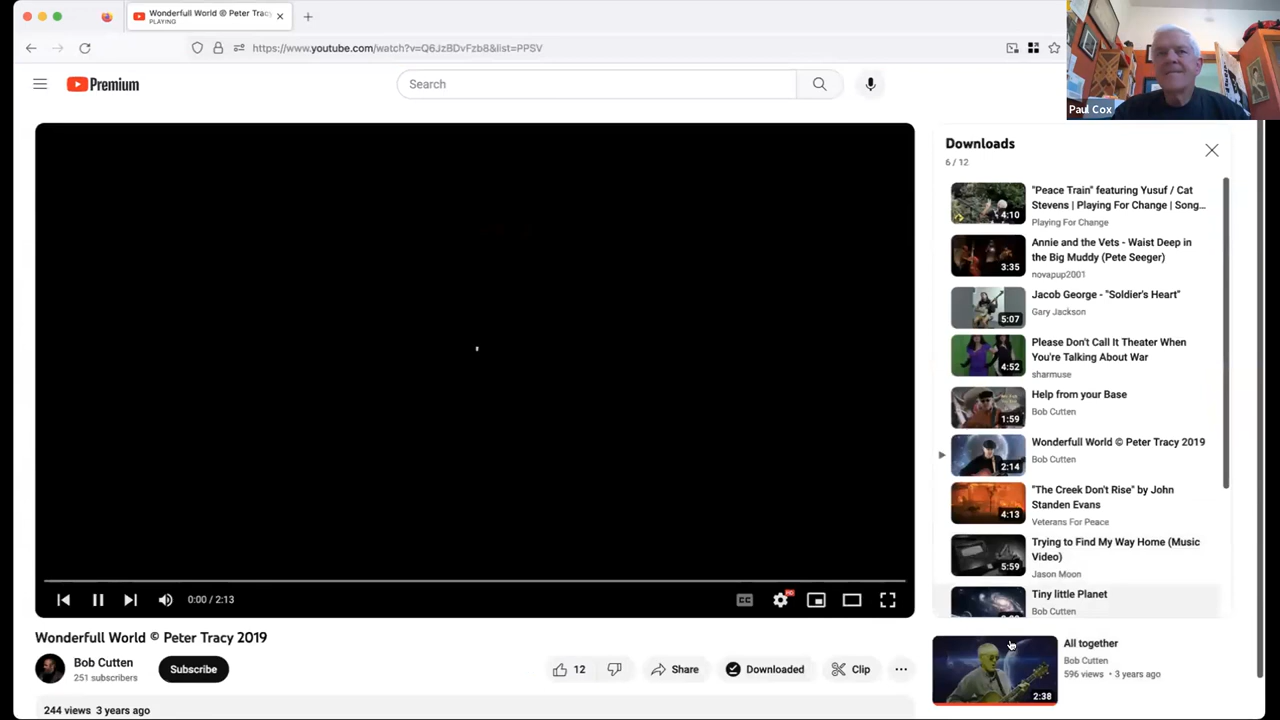 Wonderfull World © Peter Tracy
PLAYING
https://www.youtube.com/watch?v=Q6JzBDvFzb8&list=PPSV
Paul Cox
Premium
Search
Downloads
6 / 12
4:10
"Peace Train" featuring Yusuf / Cat
Stevens | Playing For Change | Song...
Playing For Change
3:35
Annie and the Vets - Waist Deep in
the Big Muddy (Pete Seeger)
novapup2001
5:07
Jacob George - "Soldier's Heart"
Gary Jackson
4:52
Please Don't Call It Theater When
You're Talking About War
sharmuse
1:59
Help from your Base
Bob Cutten
2:14
Wonderfull World © Peter Tracy 2019
Bob Cutten
4:13
"The Creek Don't Rise" by John
Standen Evans
Veterans For Peace
5:59
Trying to Find My Way Home (Music
Video)
Jason Moon
Tiny little Planet
Bob Cutten
0:00 / 2:13
CC
HD
Wonderfull World © Peter Tracy 2019
Bob Cutten
251 subscribers
Subscribe
12
Share
Downloaded
Clip
244 views 3 years ago
2:38
All together
Bob Cutten
596 views • 3 years ago